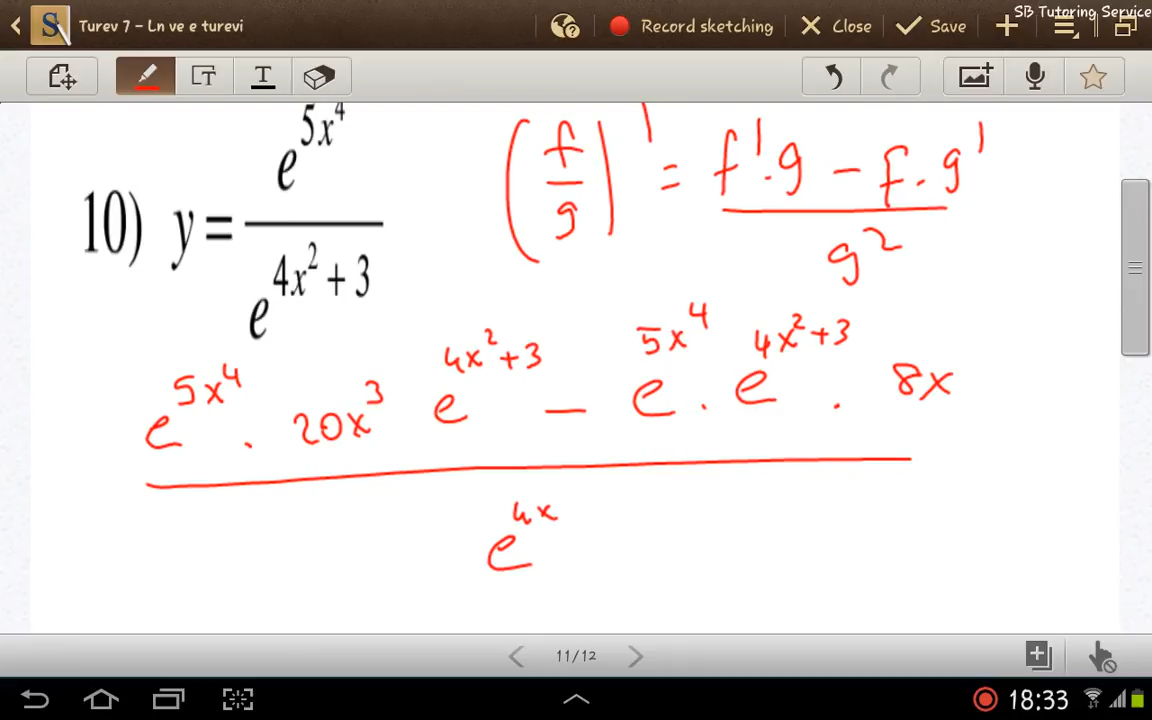 SB Tutoring Service
Turev 7 - Ln ve e turevi
Record sketching
Close
Save
10) y = e^{5x^4} / e^{4x^2 + 3}
(f/g)' = (f'.g - f.g') / g^2
e^{5x^4} . 20x^3 e^{4x^2+3} - e^{5x^4} . e^{4x^2+3} . 8x
e^{4x}
11/12
18:33